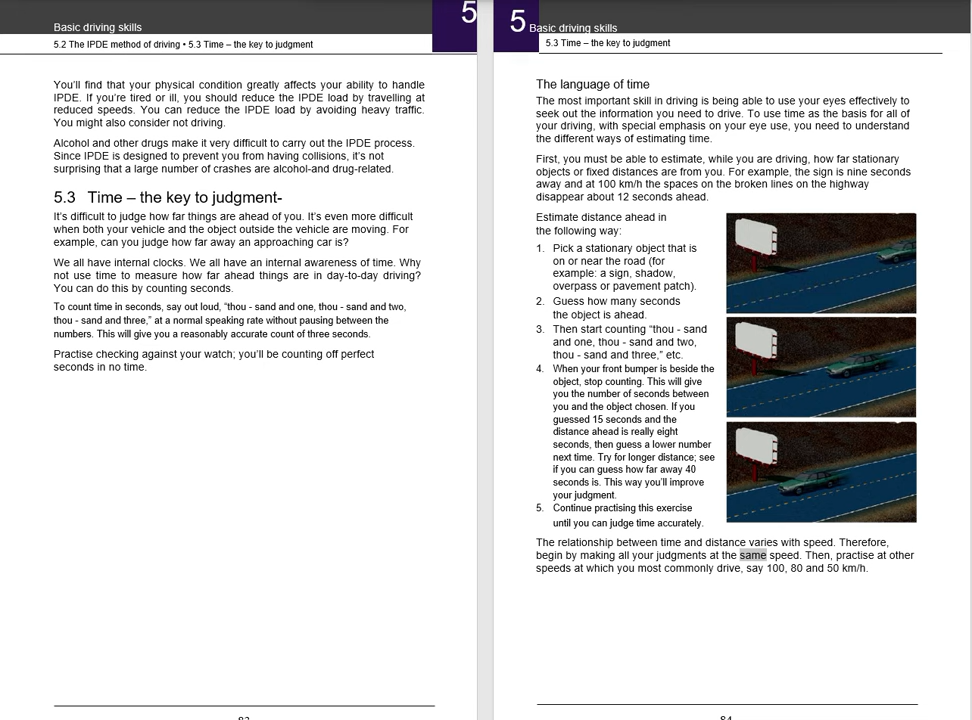 5
Basic driving skills
5.2 The IPDE method of driving • 5.3 Time – the key to judgment
You'll find that your physical condition greatly affects your ability to handle
IPDE. If you're tired or ill, you should reduce the IPDE load by travelling at
reduced speeds. You can reduce the IPDE load by avoiding heavy traffic.
You might also consider not driving.
Alcohol and other drugs make it very difficult to carry out the IPDE process.
Since IPDE is designed to prevent you from having collisions, it's not
surprising that a large number of crashes are alcohol-and drug-related.
5.3 Time – the key to judgment-
It's difficult to judge how far things are ahead of you. It's even more difficult
when both your vehicle and the object outside the vehicle are moving. For
example, can you judge how far away an approaching car is?
We all have internal clocks. We all have an internal awareness of time. Why
not use time to measure how far ahead things are in day-to-day driving?
You can do this by counting seconds.
To count time in seconds, say out loud, "thou - sand and one, thou - sand and two,
thou - sand and three," at a normal speaking rate without pausing between the
numbers. This will give you a reasonably accurate count of three seconds.
Practise checking against your watch; you'll be counting off perfect
seconds in no time.
83
5 Basic driving skills
5.3 Time – the key to judgment
The language of time
The most important skill in driving is being able to use your eyes effectively to
seek out the information you need to drive. To use time as the basis for all of
your driving, with special emphasis on your eye use, you need to understand
the different ways of estimating time.
First, you must be able to estimate, while you are driving, how far stationary
objects or fixed distances are from you. For example, the sign is nine seconds
away and at 100 km/h the spaces on the broken lines on the highway
disappear about 12 seconds ahead.
Estimate distance ahead in
the following way:
1. Pick a stationary object that is
on or near the road (for
example: a sign, shadow,
overpass or pavement patch).
2. Guess how many seconds
the object is ahead.
3. Then start counting "thou - sand
and one, thou - sand and two,
thou - sand and three," etc.
4. When your front bumper is beside the
object, stop counting. This will give
you the number of seconds between
you and the object chosen. If you
guessed 15 seconds and the
distance ahead is really eight
seconds, then guess a lower number
next time. Try for longer distance; see
if you can guess how far away 40
seconds is. This way you'll improve
your judgment.
5. Continue practising this exercise
until you can judge time accurately.
The relationship between time and distance varies with speed. Therefore,
begin by making all your judgments at the same speed. Then, practise at other
speeds at which you most commonly drive, say 100, 80 and 50 km/h.
84